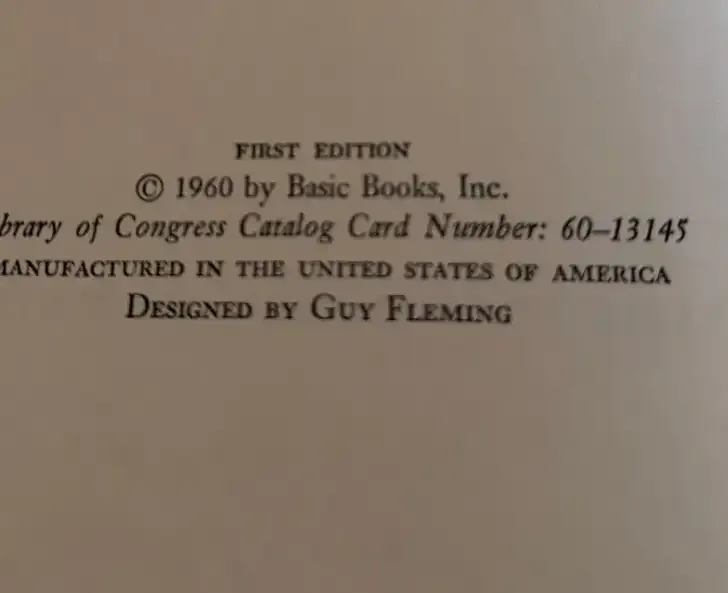 FIRST EDITION
© 1960 by Basic Books, Inc.
brary of Congress Catalog Card Number: 60–13145
MANUFACTURED IN THE UNITED STATES OF AMERICA
DESIGNED BY GUY FLEMING